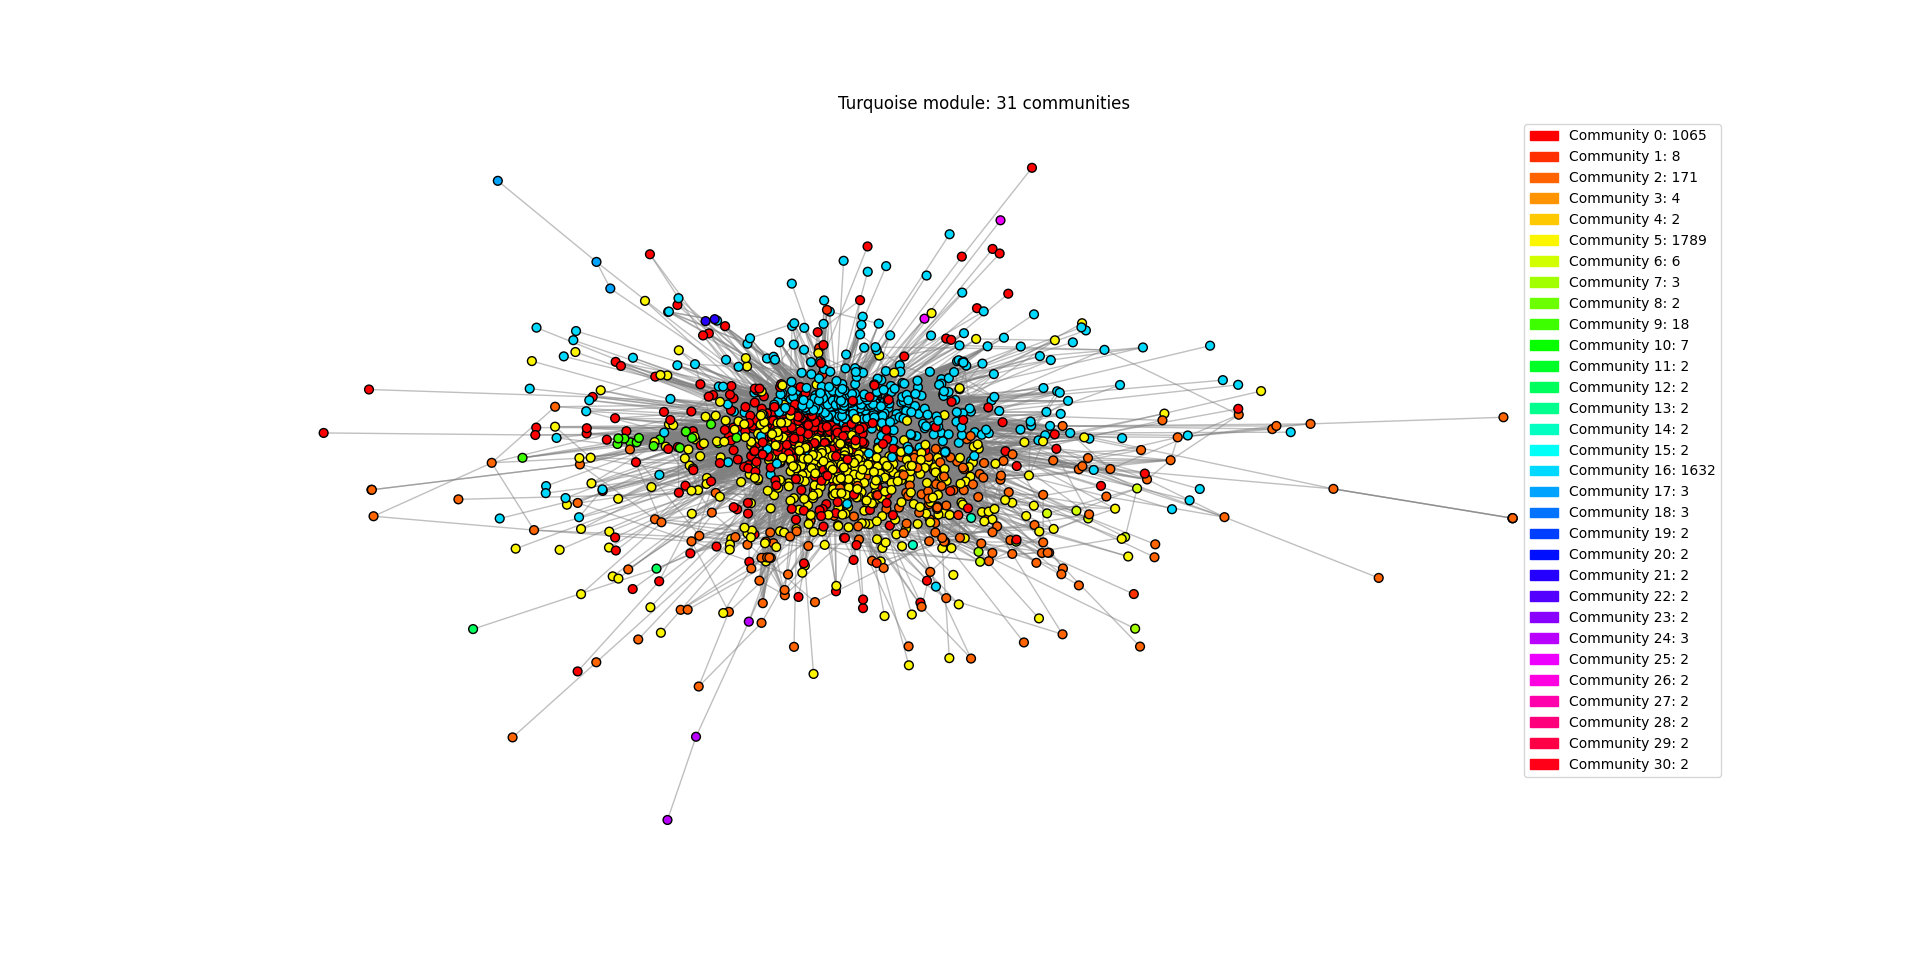 Turquoise module: 31 communities
Community 0: 1065
Community 1: 8
Community 2: 171
Community 3: 4
Community 4: 2
Community 5: 1789
Community 6: 6
Community 7: 3
Community 8: 2
Community 9: 18
Community 10: 7
Community 11: 2
Community 12: 2
Community 13: 2
Community 14: 2
Community 15: 2
Community 16: 1632
Community 17: 3
Community 18: 3
Community 19: 2
Community 20: 2
Community 21: 2
Community 22: 2
Community 23: 2
Community 24: 3
Community 25: 2
Community 26: 2
Community 27: 2
Community 28: 2
Community 29: 2
Community 30: 2